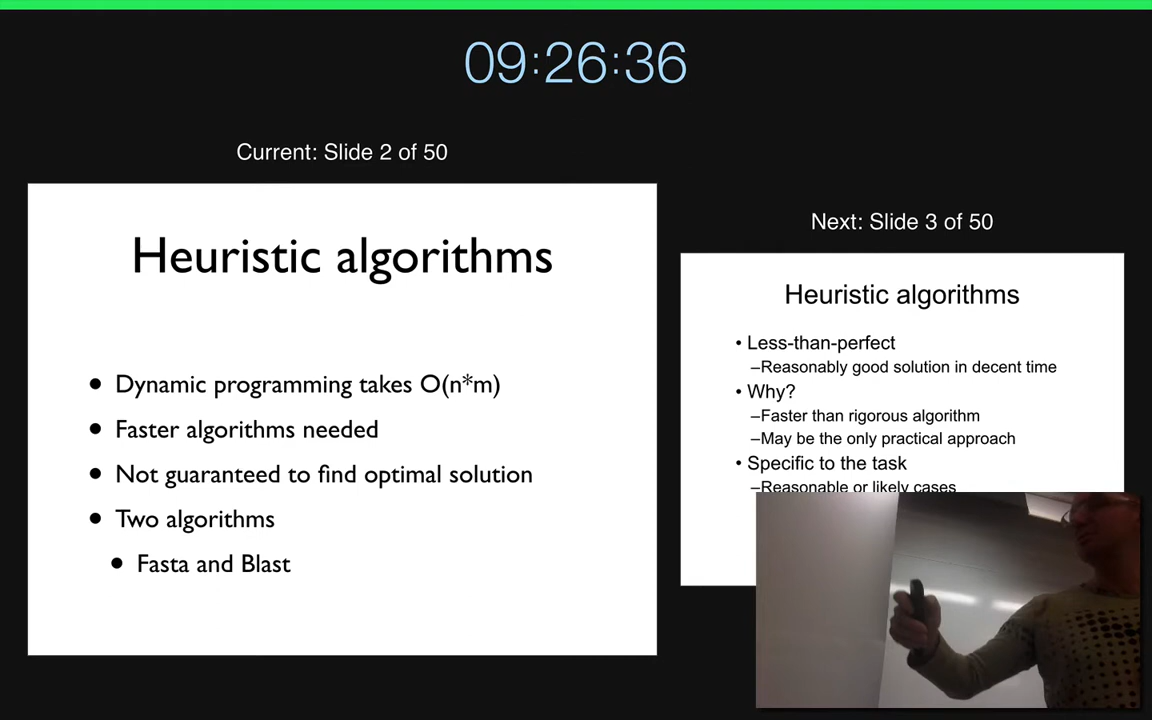 09:26:36
Current: Slide 2 of 50
Heuristic algorithms
• Dynamic programming takes O(n*m)
• Faster algorithms needed
• Not guaranteed to find optimal solution
• Two algorithms
• Fasta and Blast
Next: Slide 3 of 50
Heuristic algorithms
• Less-than-perfect
–Reasonably good solution in decent time
• Why?
–Faster than rigorous algorithm
–May be the only practical approach
• Specific to the task
–Reasonable or likely cases